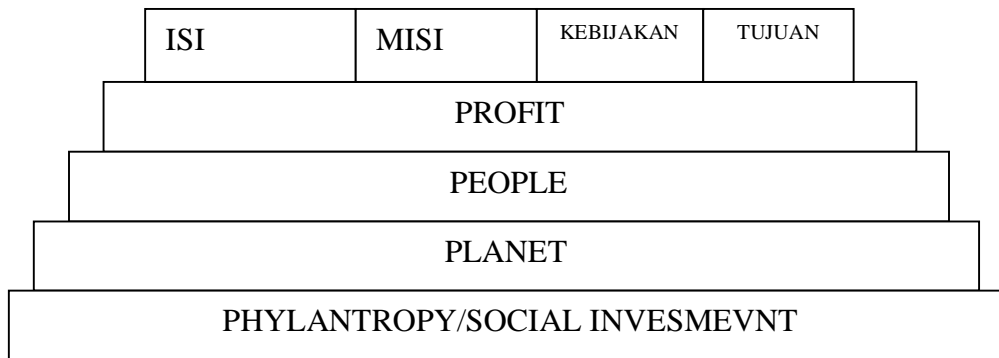 ISI MISI KEBIJAKAN TUJUAN
PROFIT
PEOPLE
PLANET
PHYLANTROPY/SOCIAL INVESMEVNT